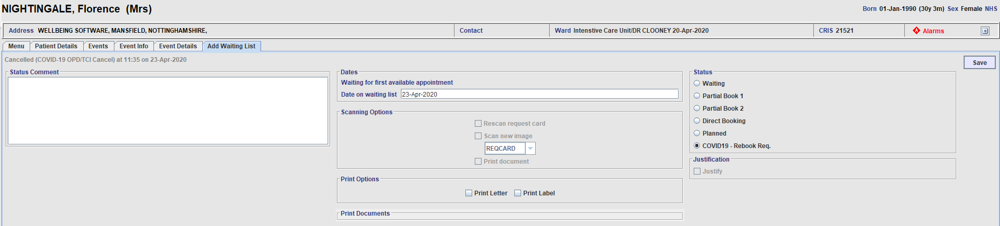 NIGHTINGALE, Florence (Mrs)
Born 01-Jan-1990 (30y 3m) Sex Female NHS
Address WELLBEING SOFTWARE, MANSFIELD, NOTTINGHAMSHIRE,
Contact
Ward Intenstive Care Unit/DR CLOONEY 20-Apr-2020
CRIS 21521
A Alarms
Menu Patient Details Events Event Info Event Details Add Waiting List
Cancelled (COVID-19 OPD/TCI Cancel) at 11:35 on 23-Apr-2020
Save
Status Comment
Dates
Waiting for first available appointment
Date on waiting list 23-Apr-2020
Scanning Options
Rescan request card
Scan new image
REQCARD
Print document
Print Options
Print Letter Print Label
Print Documents
Status
Waiting
Partial Book 1
Partial Book 2
Direct Booking
Planned
COVID19 - Rebook Req.
Justification
Justify